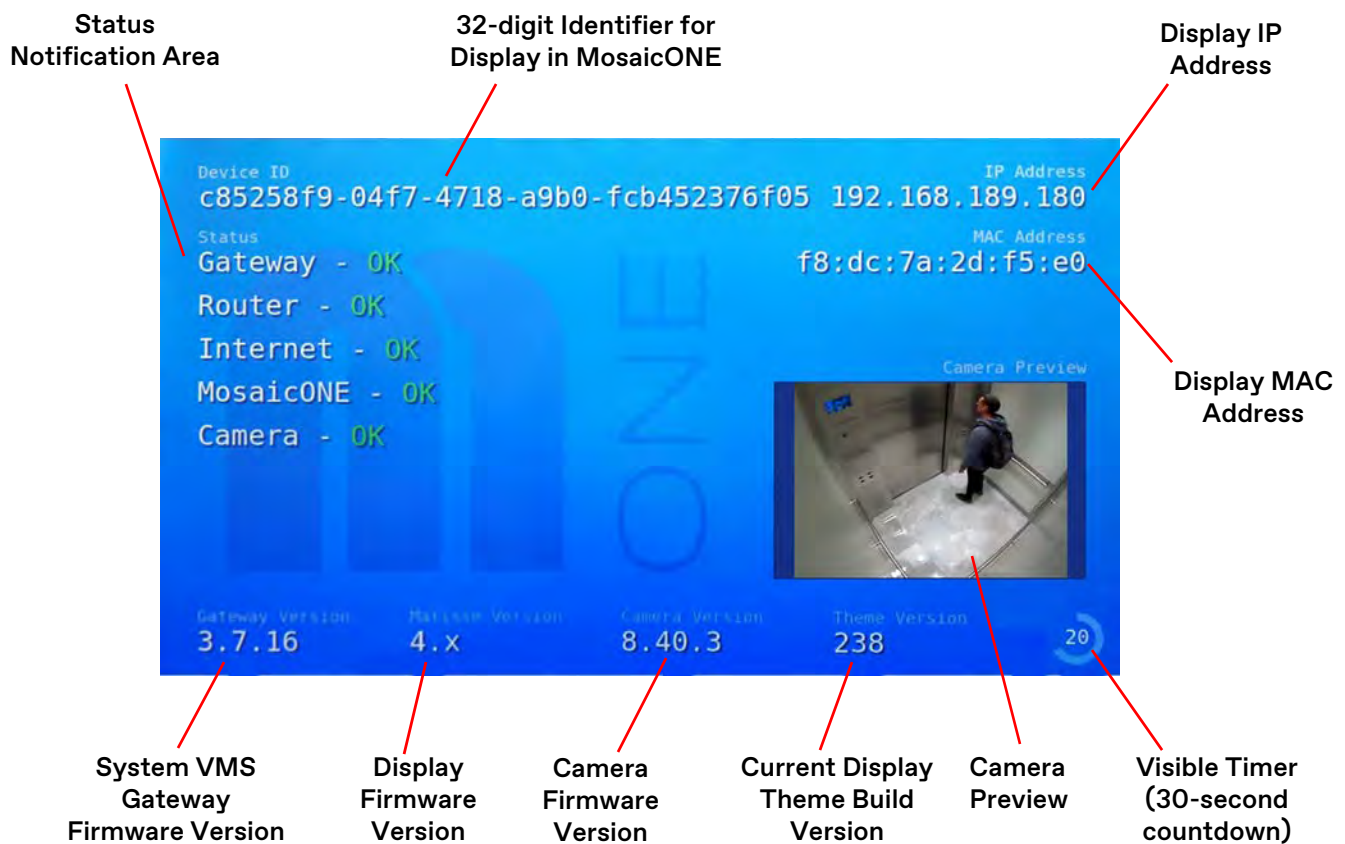 Status
Notification Area
32-digit Identifier for
Display in MosaicONE
Display IP
Address
Device ID
c85258f9-04f7-4718-a9b0-fcb452376f05
IP Address
192.168.189.180
Status
Gateway - OK
Router - OK
Internet - OK
MosaicONE - OK
Camera - OK
MAC Address
f8:dc:7a:2d:f5:e0
ONE
Camera Preview
Display MAC
Address
Gateway Version
3.7.16
Matisse Version
4.x
Camera Version
8.40.3
Theme Version
238
20
System VMS
Gateway
Firmware Version
Display
Firmware
Version
Camera
Firmware
Version
Current Display
Theme Build
Version
Camera
Preview
Visible Timer
(30-second
countdown)